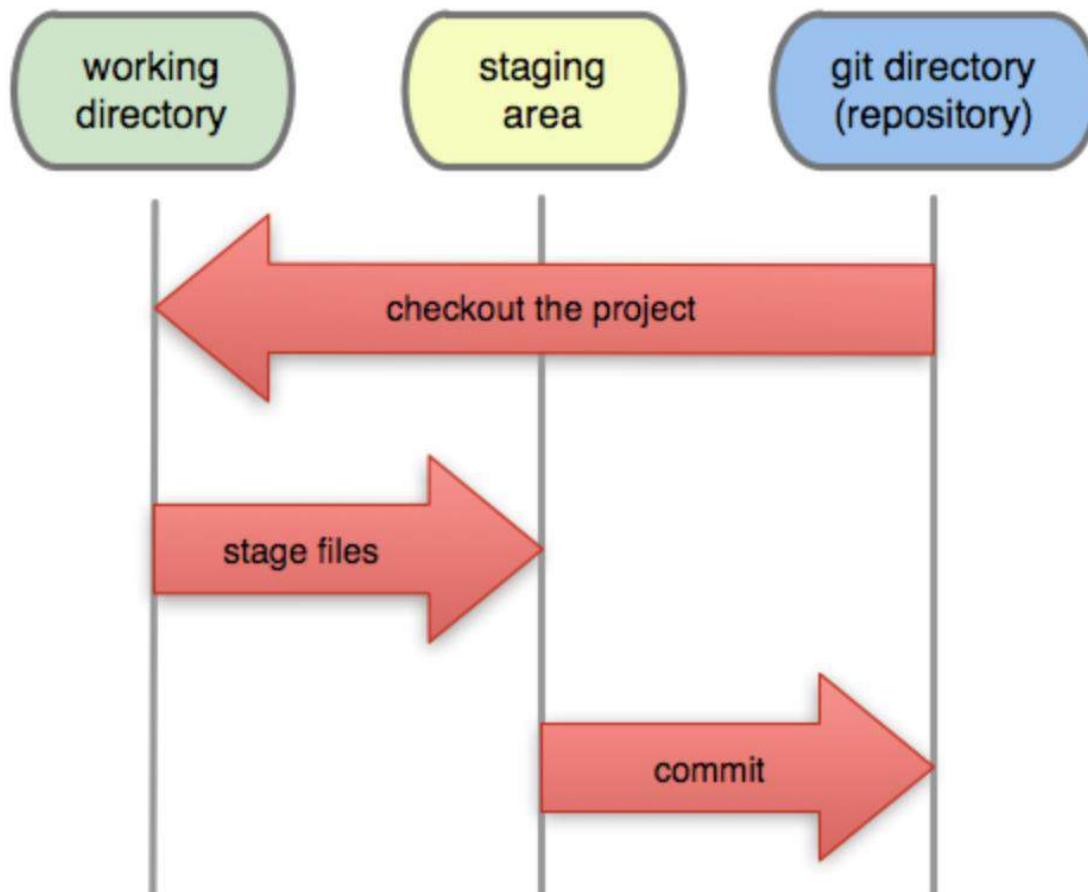 working
directory
staging
area
git directory
(repository)
checkout the project
stage files
commit